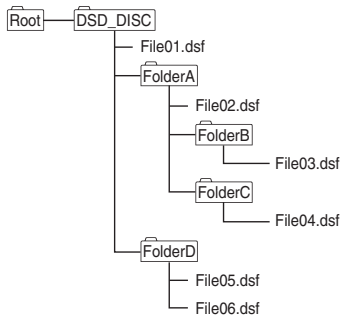 Root DSD_DISC
File01.dsf
FolderA
File02.dsf
FolderB
File03.dsf
FolderC
File04.dsf
FolderD
File05.dsf
File06.dsf